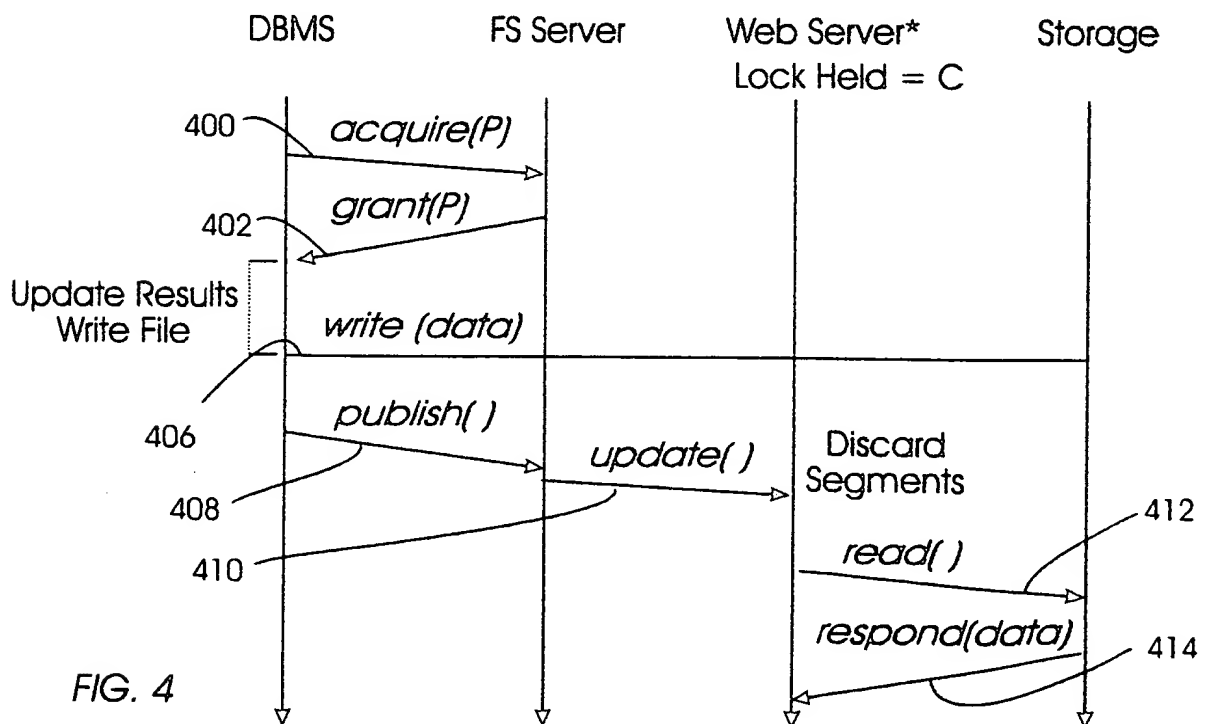 DBMS
FS Server
Web Server*
Storage
Lock Held = C
400
acquire(P)
grant(P)
402
Update Results
Write File
write (data)
406
publish( )
408
update( )
410
Discard
Segments
412
read( )
respond(data)
414
FIG. 4